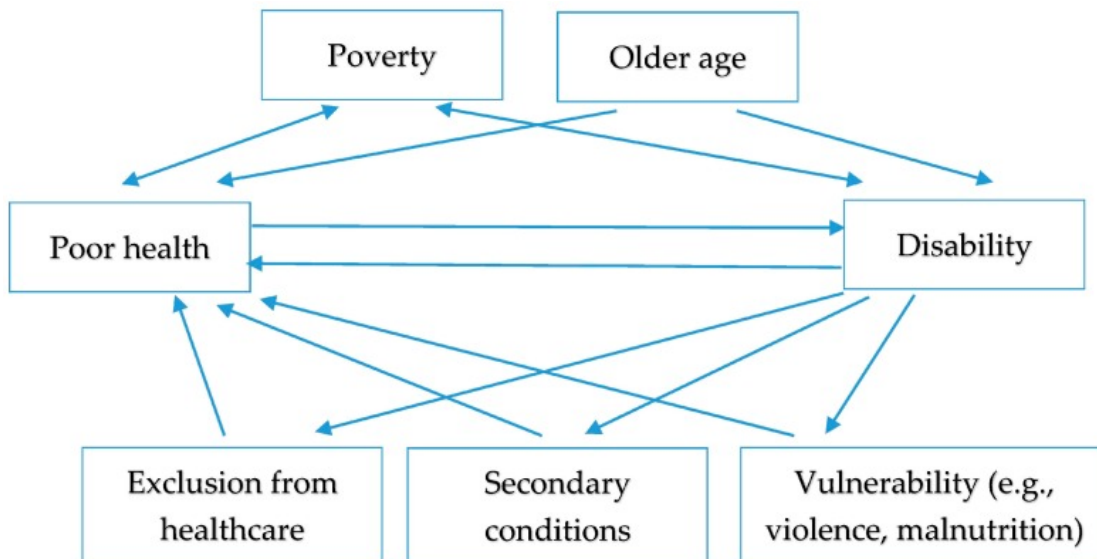 Poverty
Older age
Poor health
Disability
Exclusion from
healthcare
Secondary
conditions
Vulnerability (e.g.,
violence, malnutrition)